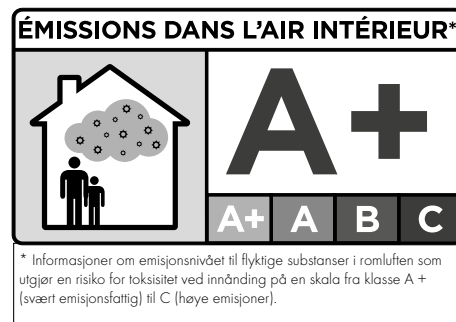 ÉMISSIONS DANS L'AIR INTÉRIEUR*
A+
A+ A B C
* Informasjoner om emisjonsnivået til flyktige substanser i romluften som
utgjør en risiko for toksisitet ved innånding på en skala fra klasse A +
(svært emisjonsfattig) til C (høye emisjoner).